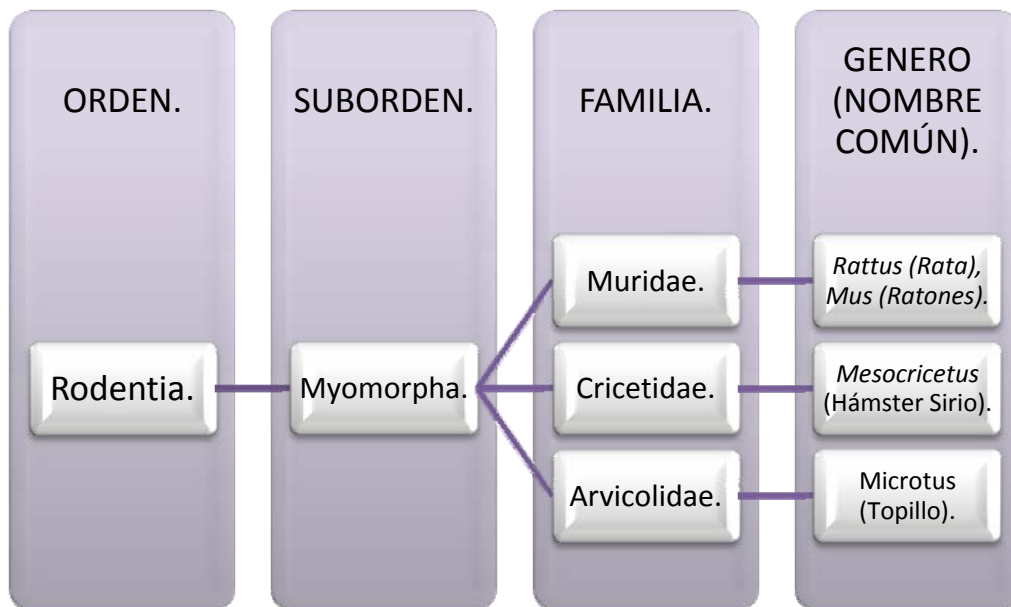 ORDEN.
SUBORDEN.
FAMILIA.
GENERO
(NOMBRE
COMÚN).
Rodentia.
Myomorpha.
Muridae.
Rattus (Rata),
Mus (Ratones).
Cricetidae.
Mesocricetus
(Hámster Sirio).
Arvicolidae.
Microtus
(Topillo).